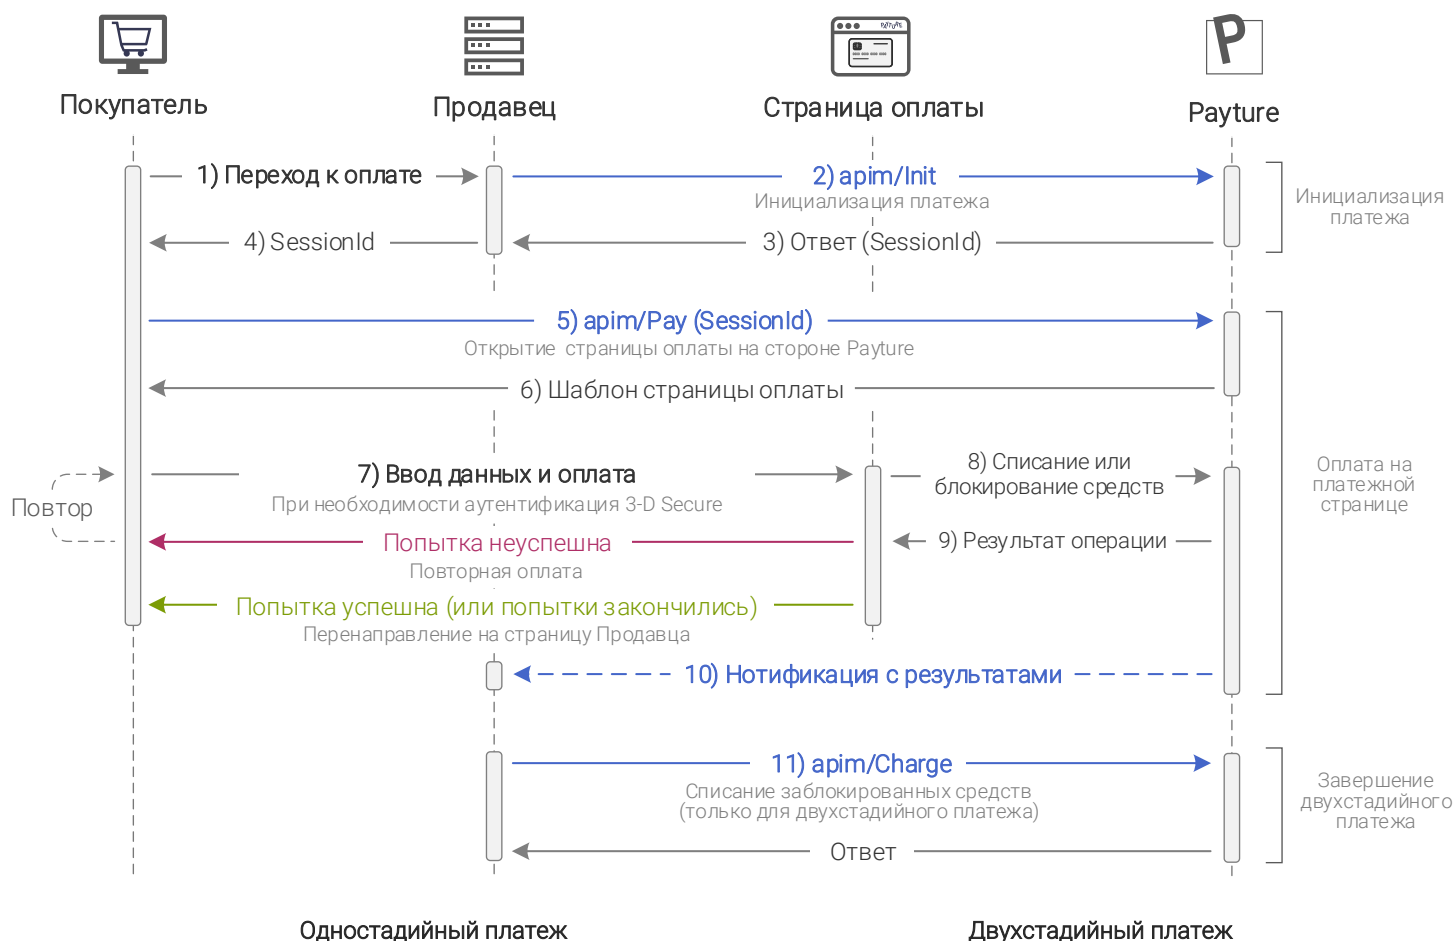 PAYTURE
P
Покупатель
Продавец
Страница оплаты
Payture
1) Переход к оплате
2) apim/Init
Инициализация платежа
Инициализация
платежа
4) SessionId
3) Ответ (SessionId)
5) apim/Pay (SessionId)
Открытие страницы оплаты на стороне Payture
6) Шаблон страницы оплаты
7) Ввод данных и оплата
При необходимости аутентификация 3-D Secure
8) Списание или
блокирование средств
Оплата на
платежной
странице
Повтор
Попытка неуспешна
Повторная оплата
9) Результат операции
Попытка успешна (или попытки закончились)
Перенаправление на страницу Продавца
10) Нотификация с результатами
11) apim/Charge
Списание заблокированных средств
(только для двухстадийного платежа)
Завершение
двухстадийного
платежа
Ответ
Одностадийный платеж
Двухстадийный платеж